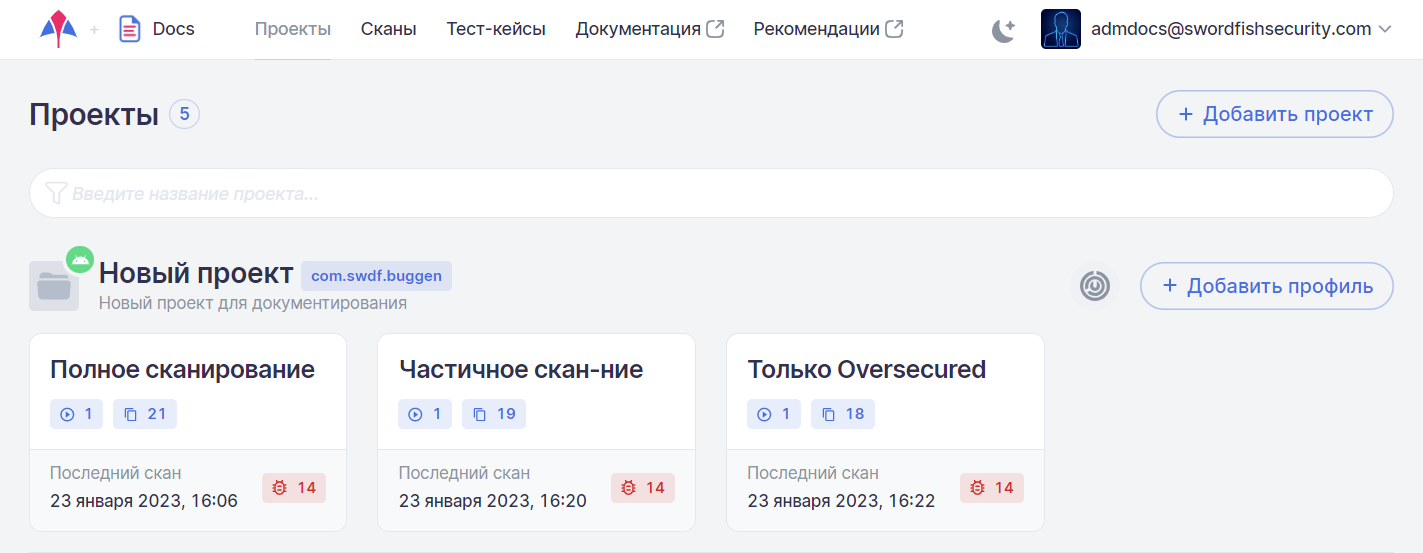 + Docs Проекты Сканы Тест-кейсы Документация Рекомендации admdocs@swordfishsecurity.com
Проекты 5 + Добавить проект
Введите название проекта...
Новый проект com.swdf.buggen + Добавить профиль
Новый проект для документирования
Полное сканирование
1 21
Последний скан
23 января 2023, 16:06 14
Частичное скан-ние
1 19
Последний скан
23 января 2023, 16:20 14
Только Oversecured
1 18
Последний скан
23 января 2023, 16:22 14